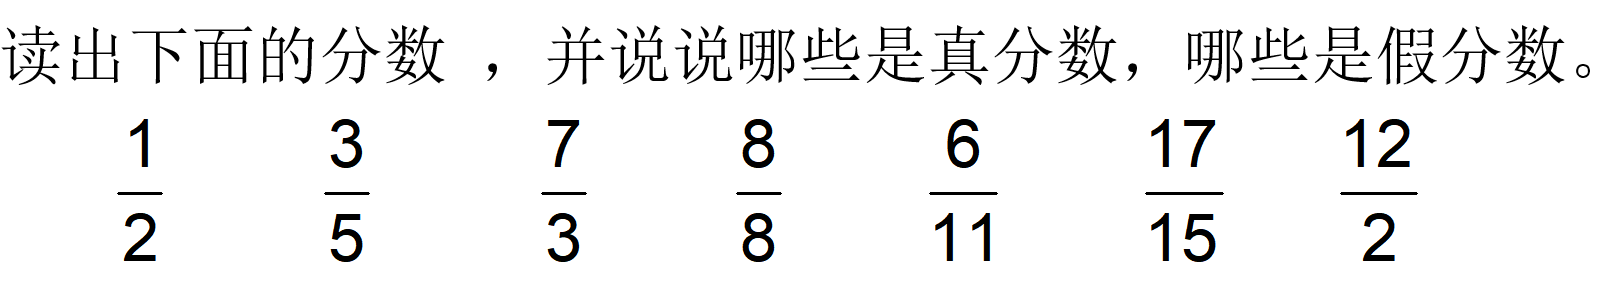 读出下面的分数 ，并说说哪些是真分数，哪些是假分数。
1 3 7 8 6 17 12
2 5 3 8 11 15 2